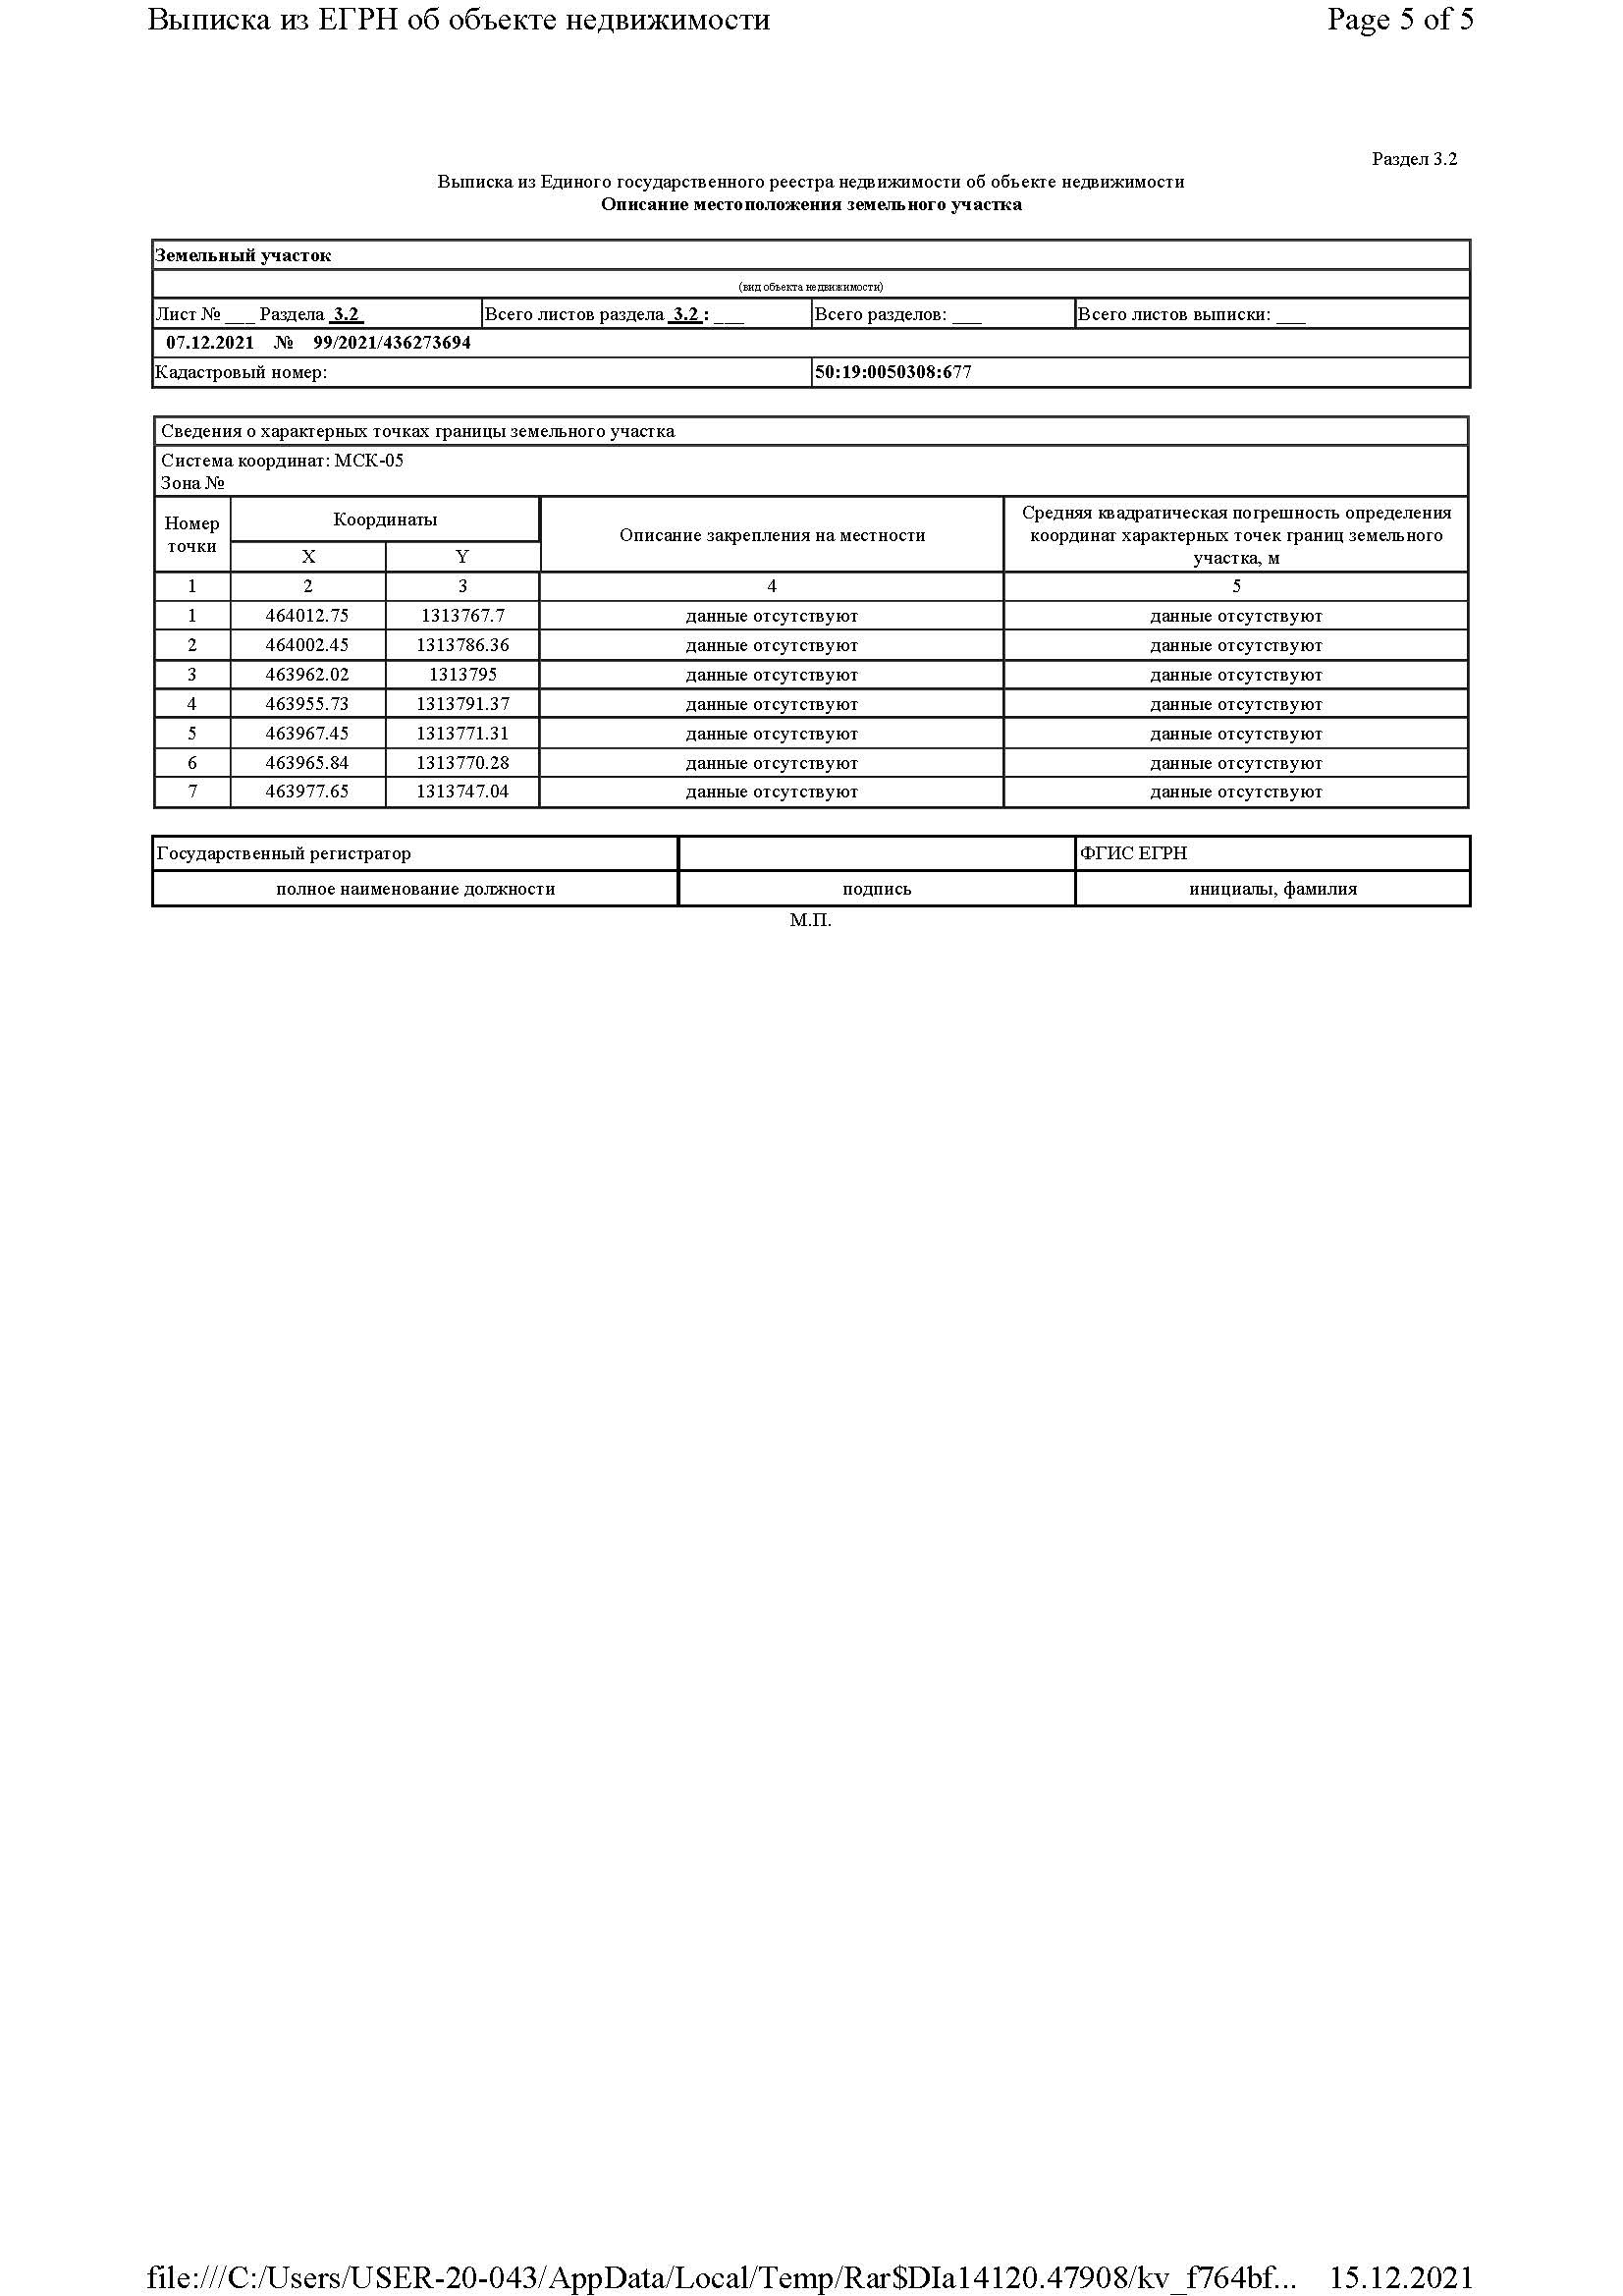 Выписка из ЕГРН об объекте недвижимости Page 5 of 5
Раздел 3.2
Выписка из Единого государственного реестра недвижимости об объекте недвижимости
Описание местоположения земельного участка
Земельный участок
(вид объекта недвижимости)
Лист № ___ Раздела 3.2 Всего листов раздела 3.2 : ___ Всего разделов: ___ Всего листов выписки: ___
07.12.2021 № 99/2021/436273694
Кадастровый номер: 50:19:0050308:677
Сведения о характерных точках границы земельного участка
Система координат: МСК-05
Зона №
Номер точки Координаты Описание закрепления на местности Средняя квадратическая погрешность определения координат характерных точек границ земельного участка, м
X Y
1 2 3 4 5
1 464012.75 1313767.7 данные отсутствуют данные отсутствуют
2 464002.45 1313786.36 данные отсутствуют данные отсутствуют
3 463962.02 1313795 данные отсутствуют данные отсутствуют
4 463955.73 1313791.37 данные отсутствуют данные отсутствуют
5 463967.45 1313771.31 данные отсутствуют данные отсутствуют
6 463965.84 1313770.28 данные отсутствуют данные отсутствуют
7 463977.65 1313747.04 данные отсутствуют данные отсутствуют
Государственный регистратор ФГИС ЕГРН
полное наименование должности подпись инициалы, фамилия
М.П.
file:///C:/Users/USER-20-043/AppData/Local/Temp/Rar$DIa14120.47908/kv_f764bf... 15.12.2021